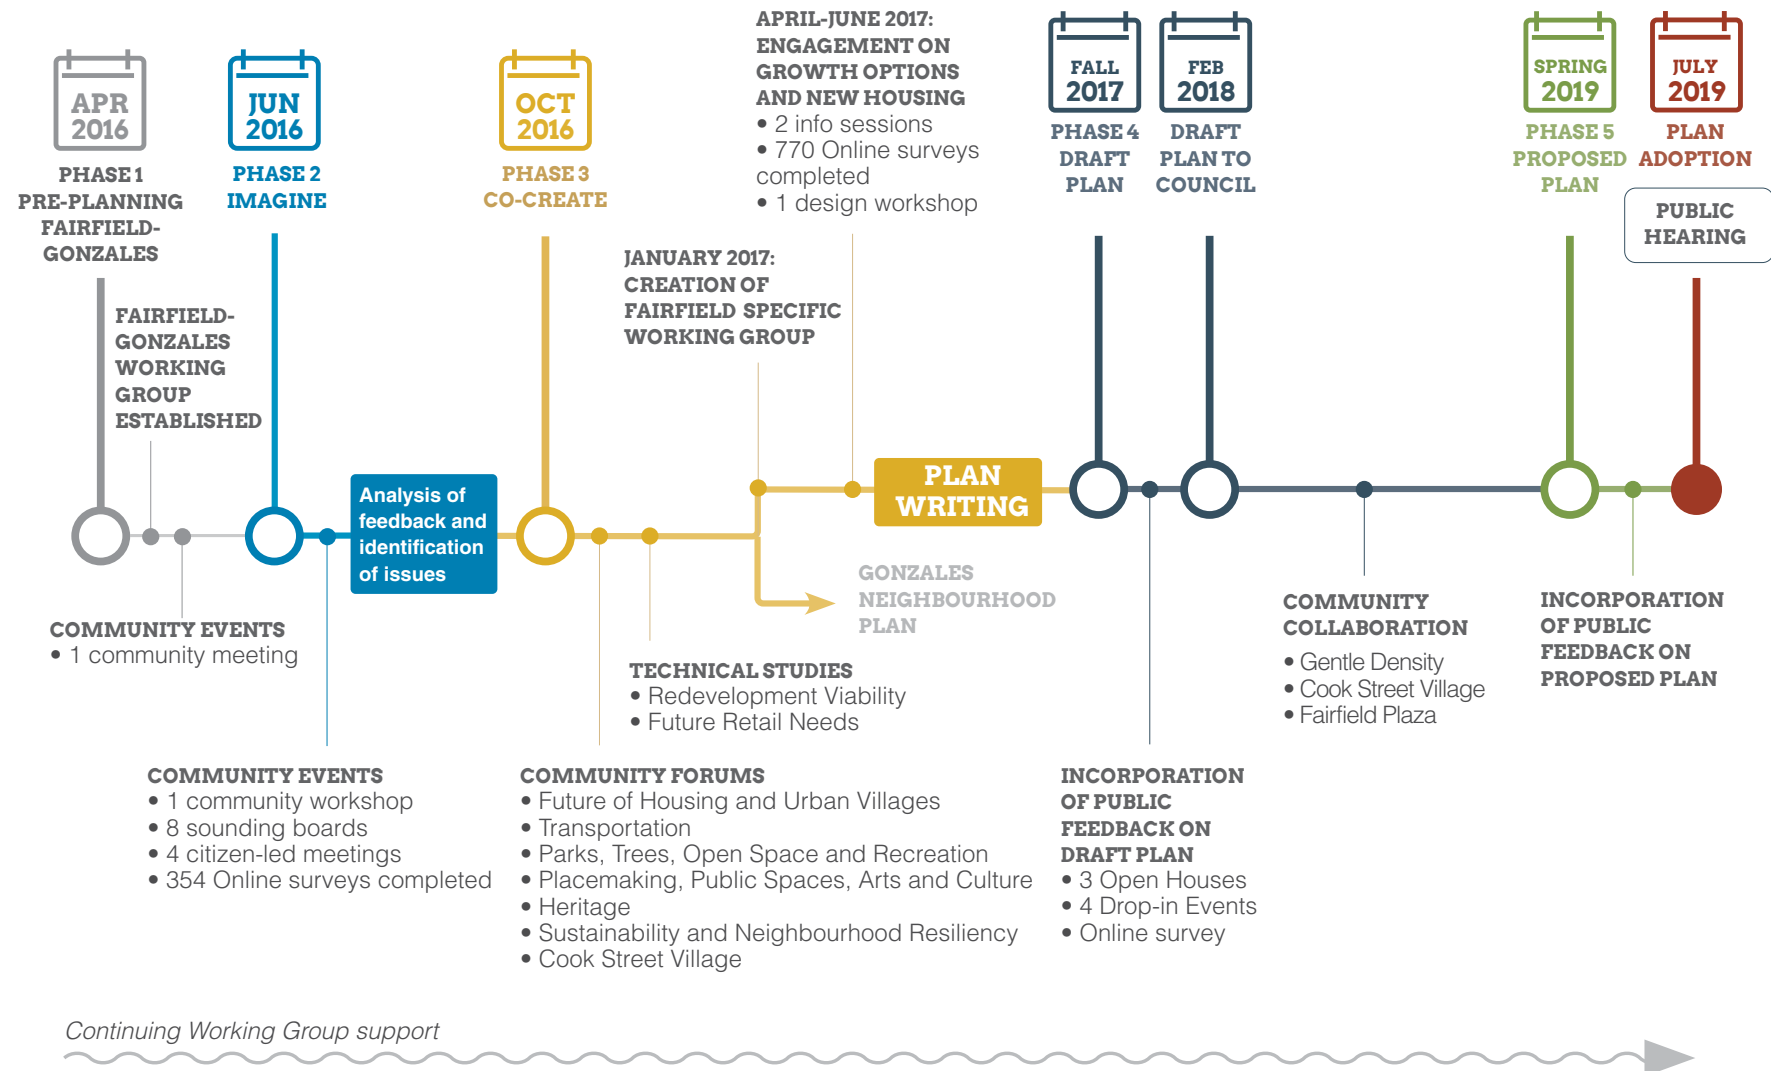 APR
2016
PHASE 1
PRE-PLANNING
FAIRFIELD-
GONZALES
FAIRFIELD-
GONZALES
WORKING
GROUP
ESTABLISHED
COMMUNITY EVENTS
• 1 community meeting
JUN
2016
PHASE 2
IMAGINE
COMMUNITY EVENTS
• 1 community workshop
• 8 sounding boards
• 4 citizen-led meetings
• 354 Online surveys completed
Analysis of
feedback and
identification
of issues
OCT
2016
PHASE 3
CO-CREATE
COMMUNITY FORUMS
• Future of Housing and Urban Villages
• Transportation
• Parks, Trees, Open Space and Recreation
• Placemaking, Public Spaces, Arts and Culture
• Heritage
• Sustainability and Neighbourhood Resiliency
• Cook Street Village
TECHNICAL STUDIES
• Redevelopment Viability
• Future Retail Needs
JANUARY 2017:
CREATION OF
FAIRFIELD SPECIFIC
WORKING GROUP
GONZALES
NEIGHBOURHOOD
PLAN
APRIL-JUNE 2017:
ENGAGEMENT ON
GROWTH OPTIONS
AND NEW HOUSING
• 2 info sessions
• 770 Online surveys
completed
• 1 design workshop
PLAN
WRITING
FALL
2017
PHASE 4
DRAFT
PLAN
INCORPORATION
OF PUBLIC
FEEDBACK ON
DRAFT PLAN
• 3 Open Houses
• 4 Drop-in Events
• Online survey
FEB
2018
DRAFT
PLAN TO
COUNCIL
COMMUNITY
COLLABORATION
• Gentle Density
• Cook Street Village
• Fairfield Plaza
SPRING
2019
PHASE 5
PROPOSED
PLAN
INCORPORATION
OF PUBLIC
FEEDBACK ON
PROPOSED PLAN
JULY
2019
PLAN
ADOPTION
PUBLIC
HEARING
Continuing Working Group support